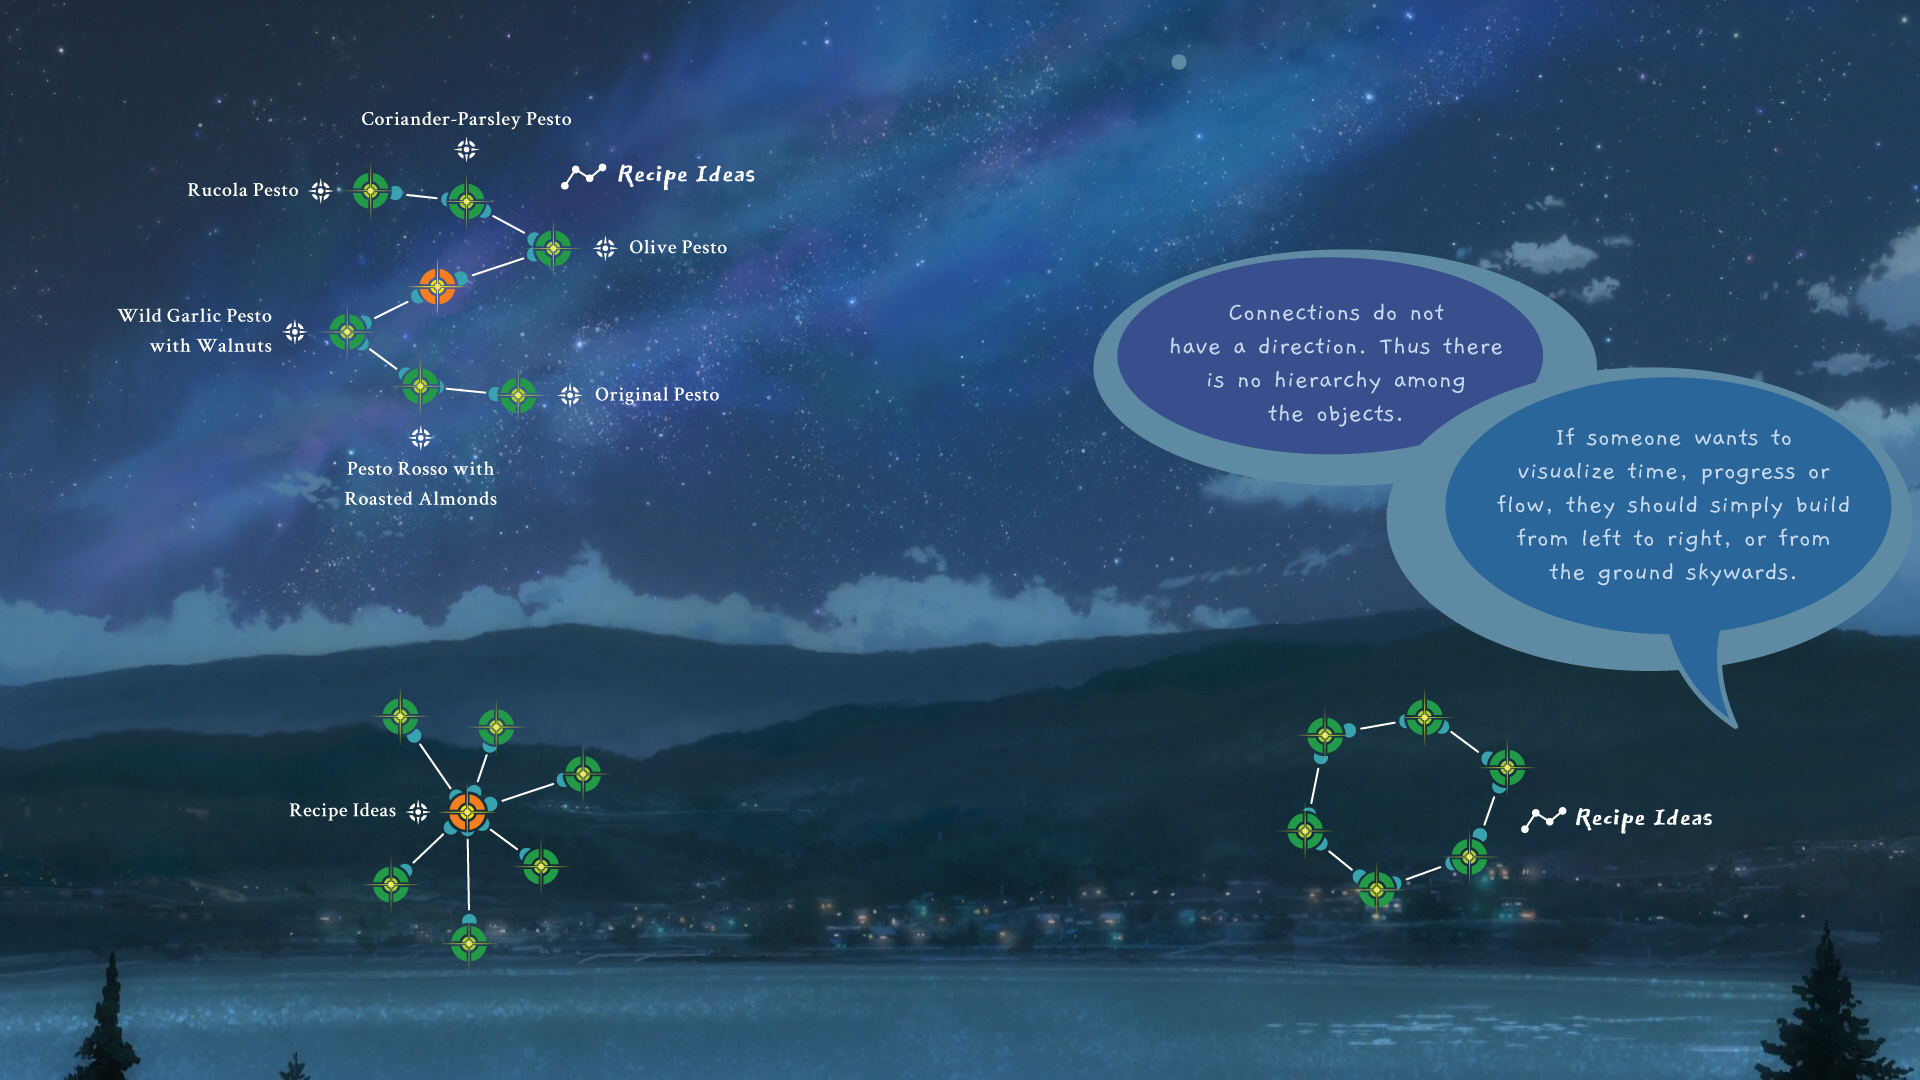 Coriander-Parsley Pesto
Rucola Pesto
Recipe Ideas
Olive Pesto
Wild Garlic Pesto
with Walnuts
Original Pesto
Pesto Rosso with
Roasted Almonds
Connections do not
have a direction. Thus there
is no hierarchy among
the objects.
If someone wants to
visualize time, progress or
flow, they should simply build
from left to right, or from
the ground skywards.
Recipe Ideas
Recipe Ideas